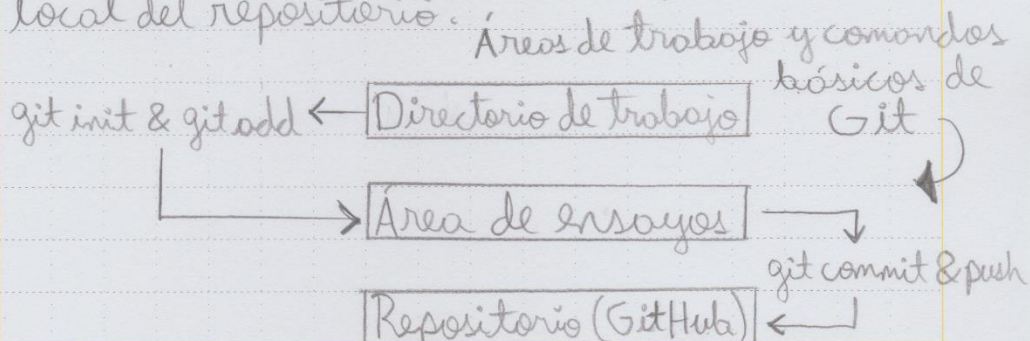 local del repositorio.
Áreas de trabajo y comandos
básicos de
git init & git add
Directorio de trabajo
Git
Área de ensayos
git commit & push
Repositorio (GitHub)